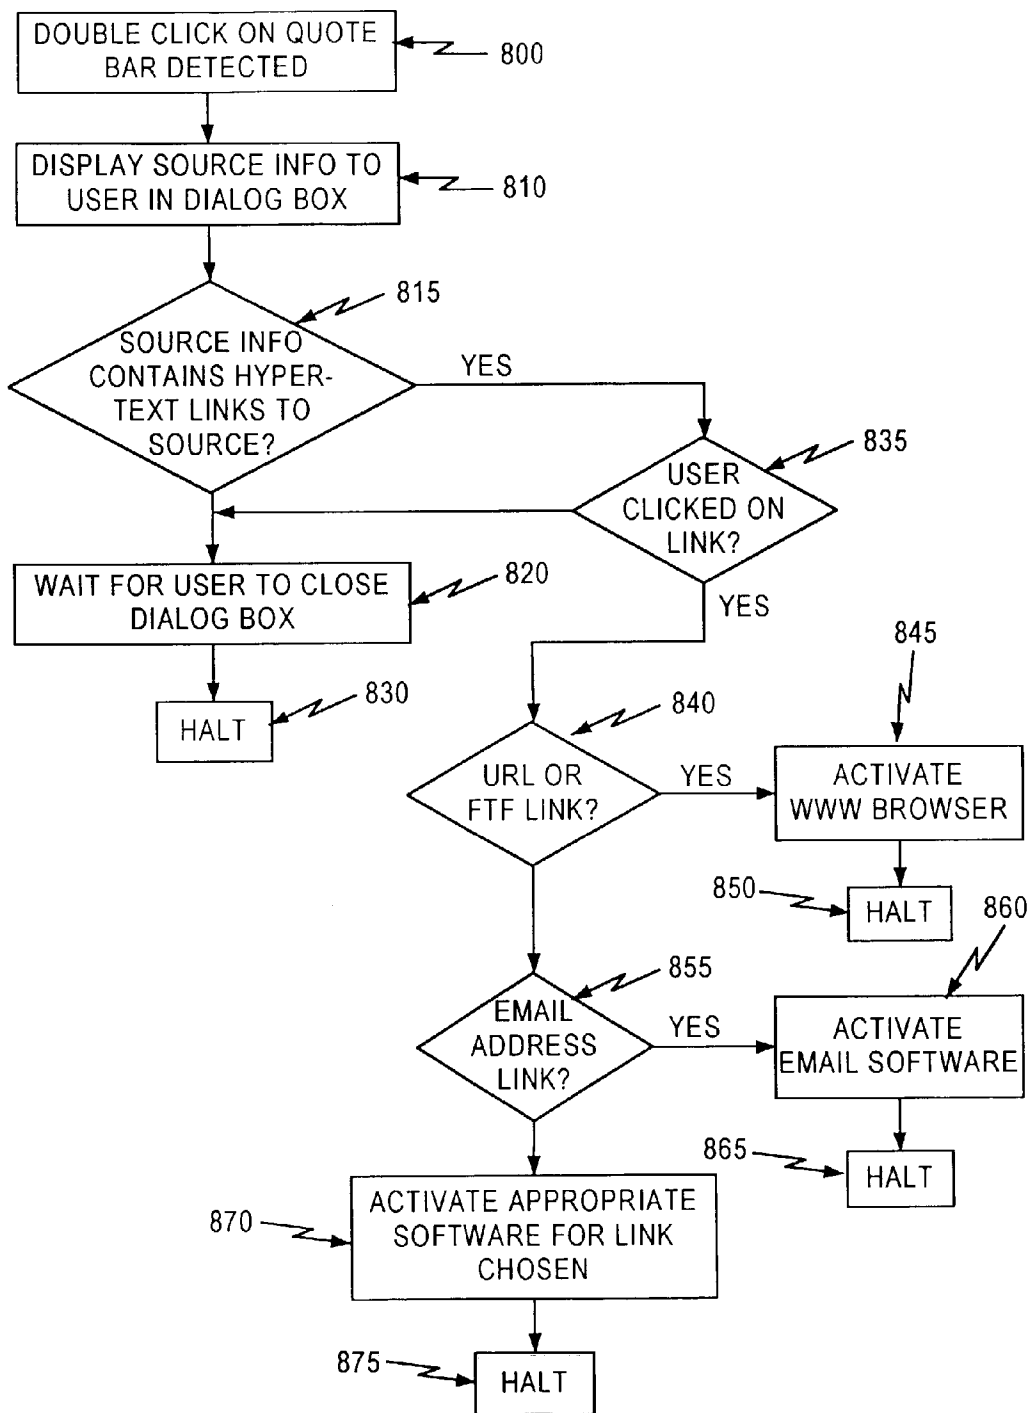 DOUBLE CLICK ON QUOTE
BAR DETECTED
800
DISPLAY SOURCE INFO TO
USER IN DIALOG BOX
810
815
SOURCE INFO
CONTAINS HYPER-
TEXT LINKS TO
SOURCE?
YES
835
USER
CLICKED ON
LINK?
YES
WAIT FOR USER TO CLOSE
DIALOG BOX
820
HALT
830
840
URL OR
FTF LINK?
YES
845
ACTIVATE
WWW BROWSER
850
HALT
855
EMAIL
ADDRESS
LINK?
YES
860
ACTIVATE
EMAIL SOFTWARE
865
HALT
870
ACTIVATE APPROPRIATE
SOFTWARE FOR LINK
CHOSEN
875
HALT